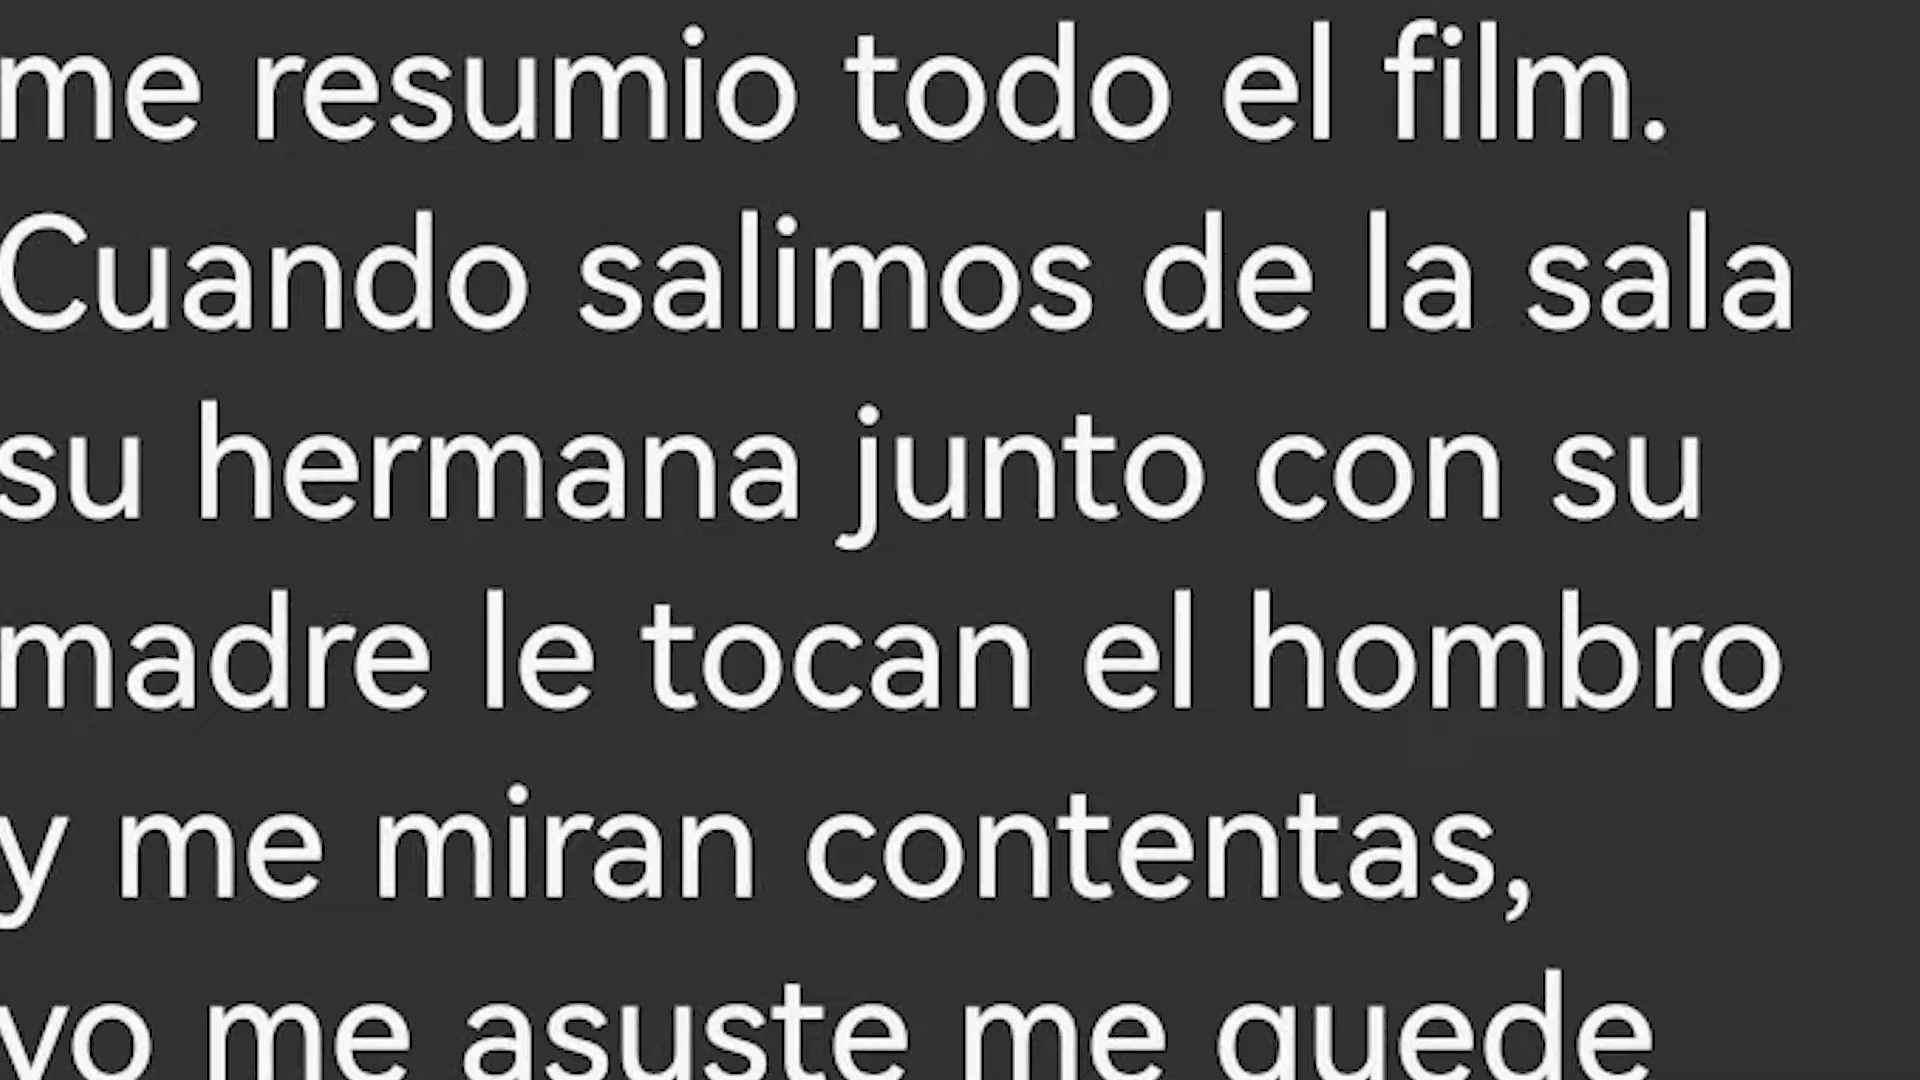 me resumio todo el film.
Cuando salimos de la sala
su hermana junto con su
madre le tocan el hombro
y me miran contentas,
yo me asuste me quede